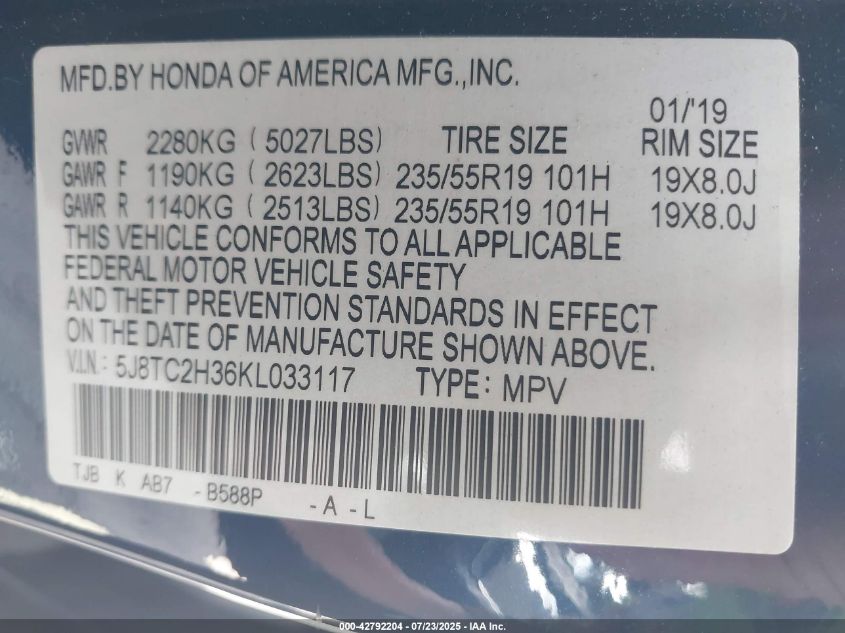 MFD.BY HONDA OF AMERICA MFG.,INC.
01/'19
GVWR 2280KG (5027LBS) TIRE SIZE RIM SIZE
GAWR F 1190KG (2623LBS) 235/55R19 101H 19X8.0J
GAWR R 1140KG (2513LBS) 235/55R19 101H 19X8.0J
THIS VEHICLE CONFORMS TO ALL APPLICABLE
FEDERAL MOTOR VEHICLE SAFETY
AND THEFT PREVENTION STANDARDS IN EFFECT
ON THE DATE OF MANUFACTURE SHOWN ABOVE.
V.I.N.: 5J8TC2H36KL033117 TYPE: MPV
TJB K AB7 -B588P -A -L
000-42792204 - 07/23/2025 - IAA Inc.